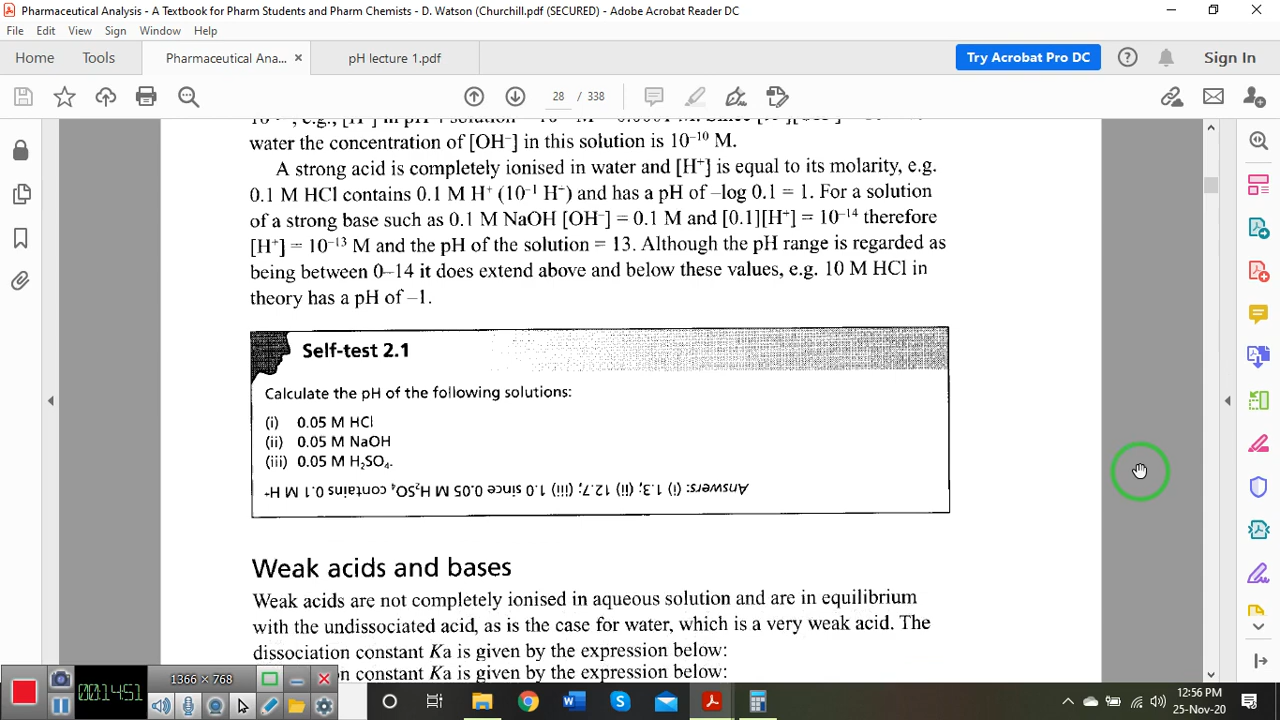 Pharmaceutical Analysis - A Textbook for Pharm Students and Pharm Chemists - D. Watson (Churchill.pdf (SECURED) - Adobe Acrobat Reader DC
File Edit View Sign Window Help
Home Tools Pharmaceutical Ana... × pH lecture 1.pdf Try Adobe Acrobat Pro DC Sign In
28 / 338
water the concentration of [OH⁻] in this solution is 10⁻¹⁰ M.
A strong acid is completely ionised in water and [H⁺] is equal to its molarity, e.g.
0.1 M HCl contains 0.1 M H⁺ (10⁻¹ H⁺) and has a pH of –log 0.1 = 1. For a solution
of a strong base such as 0.1 M NaOH [OH⁻] = 0.1 M and [0.1][H⁺] = 10⁻¹⁴ therefore
[H⁺] = 10⁻¹³ M and the pH of the solution = 13. Although the pH range is regarded as
being between 0–14 it does extend above and below these values, e.g. 10 M HCl in
theory has a pH of –1.
Self-test 2.1
Calculate the pH of the following solutions:
(i) 0.05 M HCl
(ii) 0.05 M NaOH
(iii) 0.05 M H₂SO₄.
Answers: (i) 1.3; (ii) 12.7; (iii) 1.0 since 0.05 M H₂SO₄ contains 0.1 M H⁺
Weak acids and bases
Weak acids are not completely ionised in aqueous solution and are in equilibrium
with the undissociated acid, as is the case for water, which is a very weak acid. The
dissociation constant Ka is given by the expression below:
n constant Ka is given by the expression below:
00:14:51 1366 × 768
12:56 PM
25-Nov-20